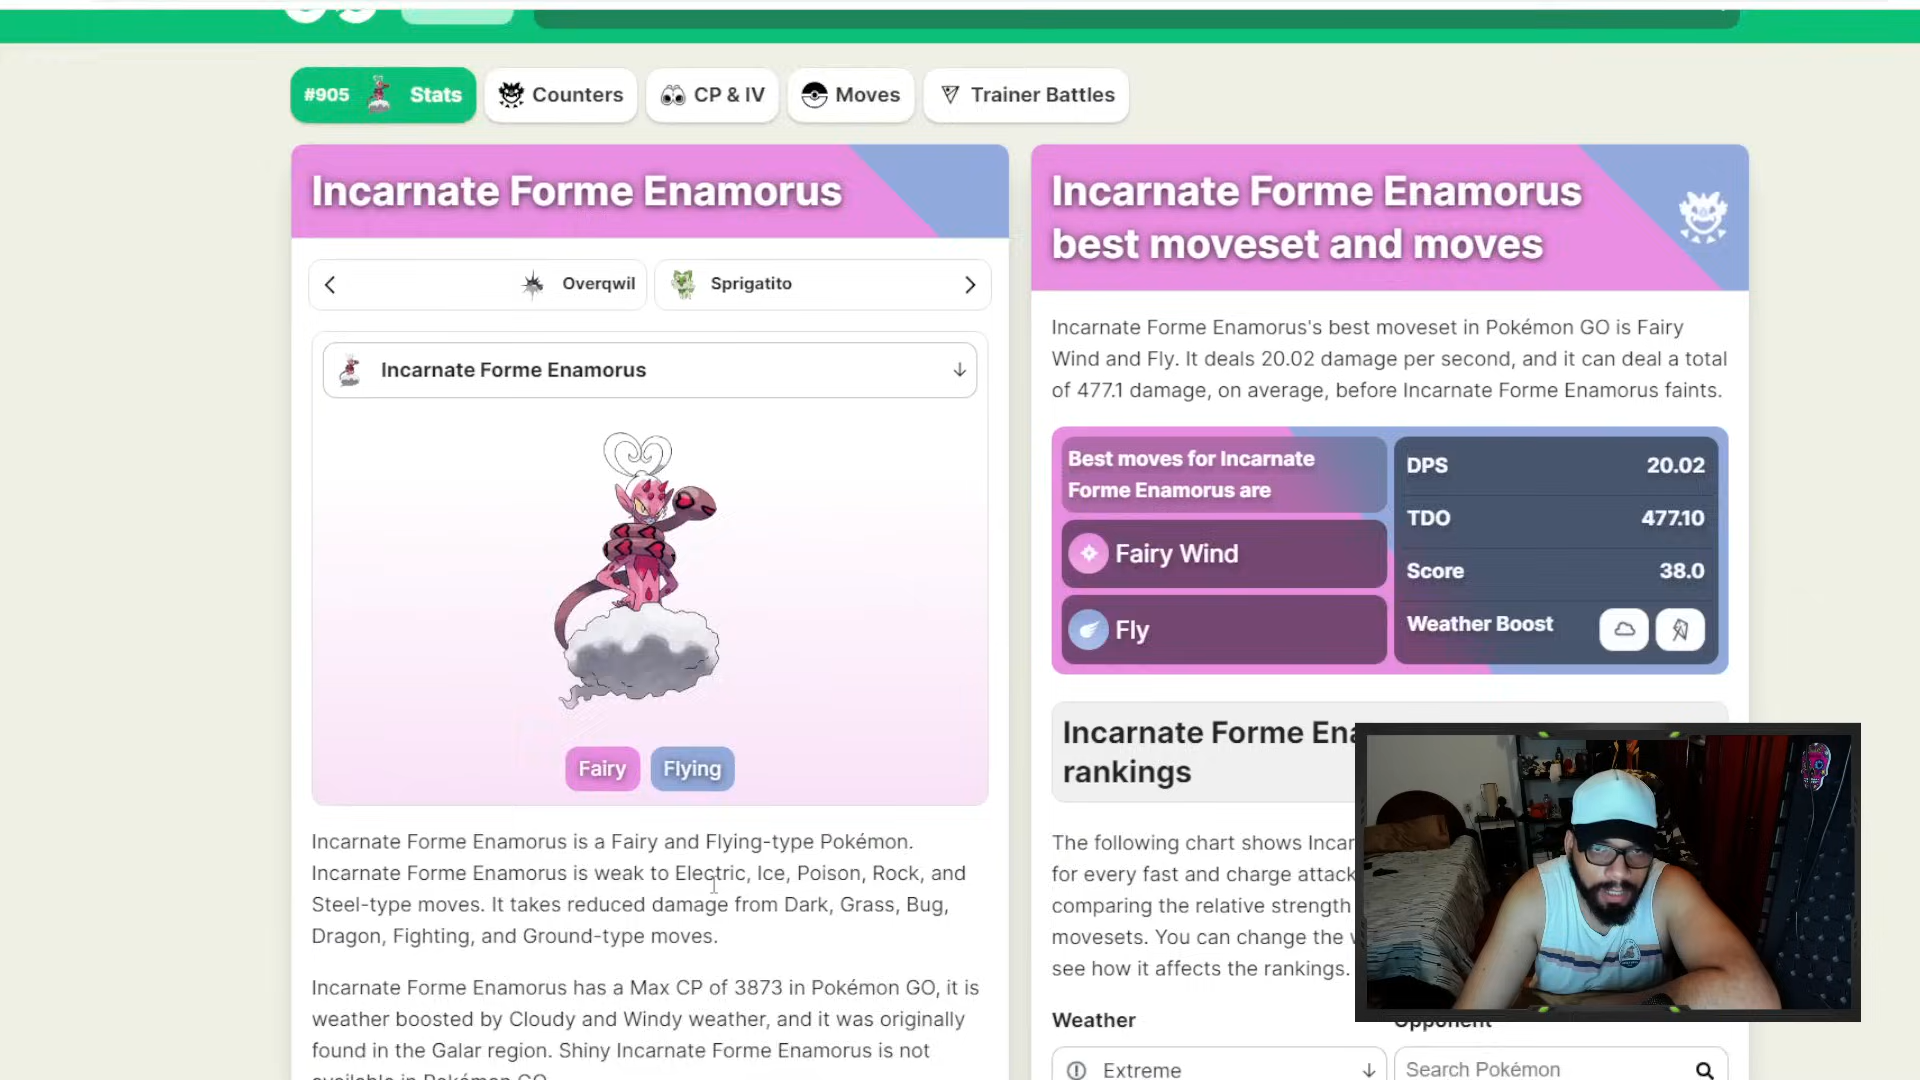 #905 Stats
Counters
CP & IV
Moves
Trainer Battles
Incarnate Forme Enamorus
Overqwil
Sprigatito
Incarnate Forme Enamorus
Fairy
Flying
Incarnate Forme Enamorus is a Fairy and Flying-type Pokémon.
Incarnate Forme Enamorus is weak to Electric, Ice, Poison, Rock, and
Steel-type moves. It takes reduced damage from Dark, Grass, Bug,
Dragon, Fighting, and Ground-type moves.
Incarnate Forme Enamorus has a Max CP of 3873 in Pokémon GO, it is
weather boosted by Cloudy and Windy weather, and it was originally
found in the Galar region. Shiny Incarnate Forme Enamorus is not
available in Pokémon GO.
Incarnate Forme Enamorus
best moveset and moves
Incarnate Forme Enamorus's best moveset in Pokémon GO is Fairy
Wind and Fly. It deals 20.02 damage per second, and it can deal a total
of 477.1 damage, on average, before Incarnate Forme Enamorus faints.
Best moves for Incarnate
Forme Enamorus are
Fairy Wind
Fly
DPS 20.02
TDO 477.10
Score 38.0
Weather Boost
Incarnate Forme Ena
rankings
The following chart shows Incar
for every fast and charge attack
comparing the relative strength
movesets. You can change the
see how it affects the rankings.
Weather
Opponent
Extreme
Search Pokémon